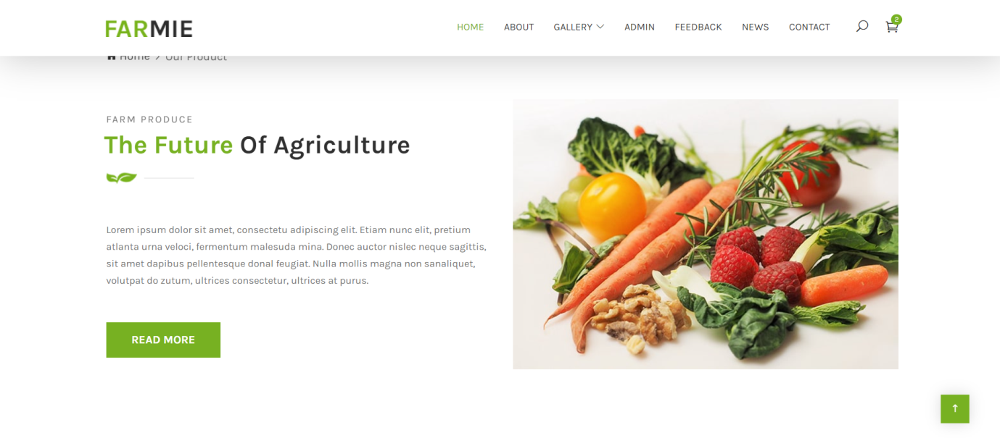 FARMIE
HOME ABOUT GALLERY ADMIN FEEDBACK NEWS CONTACT 2
Home > Our Product
FARM PRODUCE
The Future Of Agriculture
Lorem ipsum dolor sit amet, consectetu adipiscing elit. Etiam nunc elit, pretium
atlanta urna veloci, fermentum malesuda mina. Donec auctor nislec neque sagittis,
sit amet dapibus pellentesque donal feugiat. Nulla mollis magna non sanaliquet,
volutpat do zutum, ultrices consectetur, ultrices at purus.
READ MORE